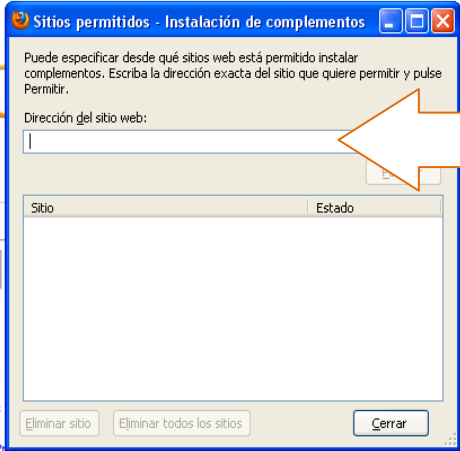 Sitios permitidos - Instalación de complementos
Puede especificar desde qué sitios web está permitido instalar
complementos. Escriba la dirección exacta del sitio que quiere permitir y pulse
Permitir.
Dirección del sitio web:
Sitio Estado
Eliminar sitio Eliminar todos los sitios Cerrar